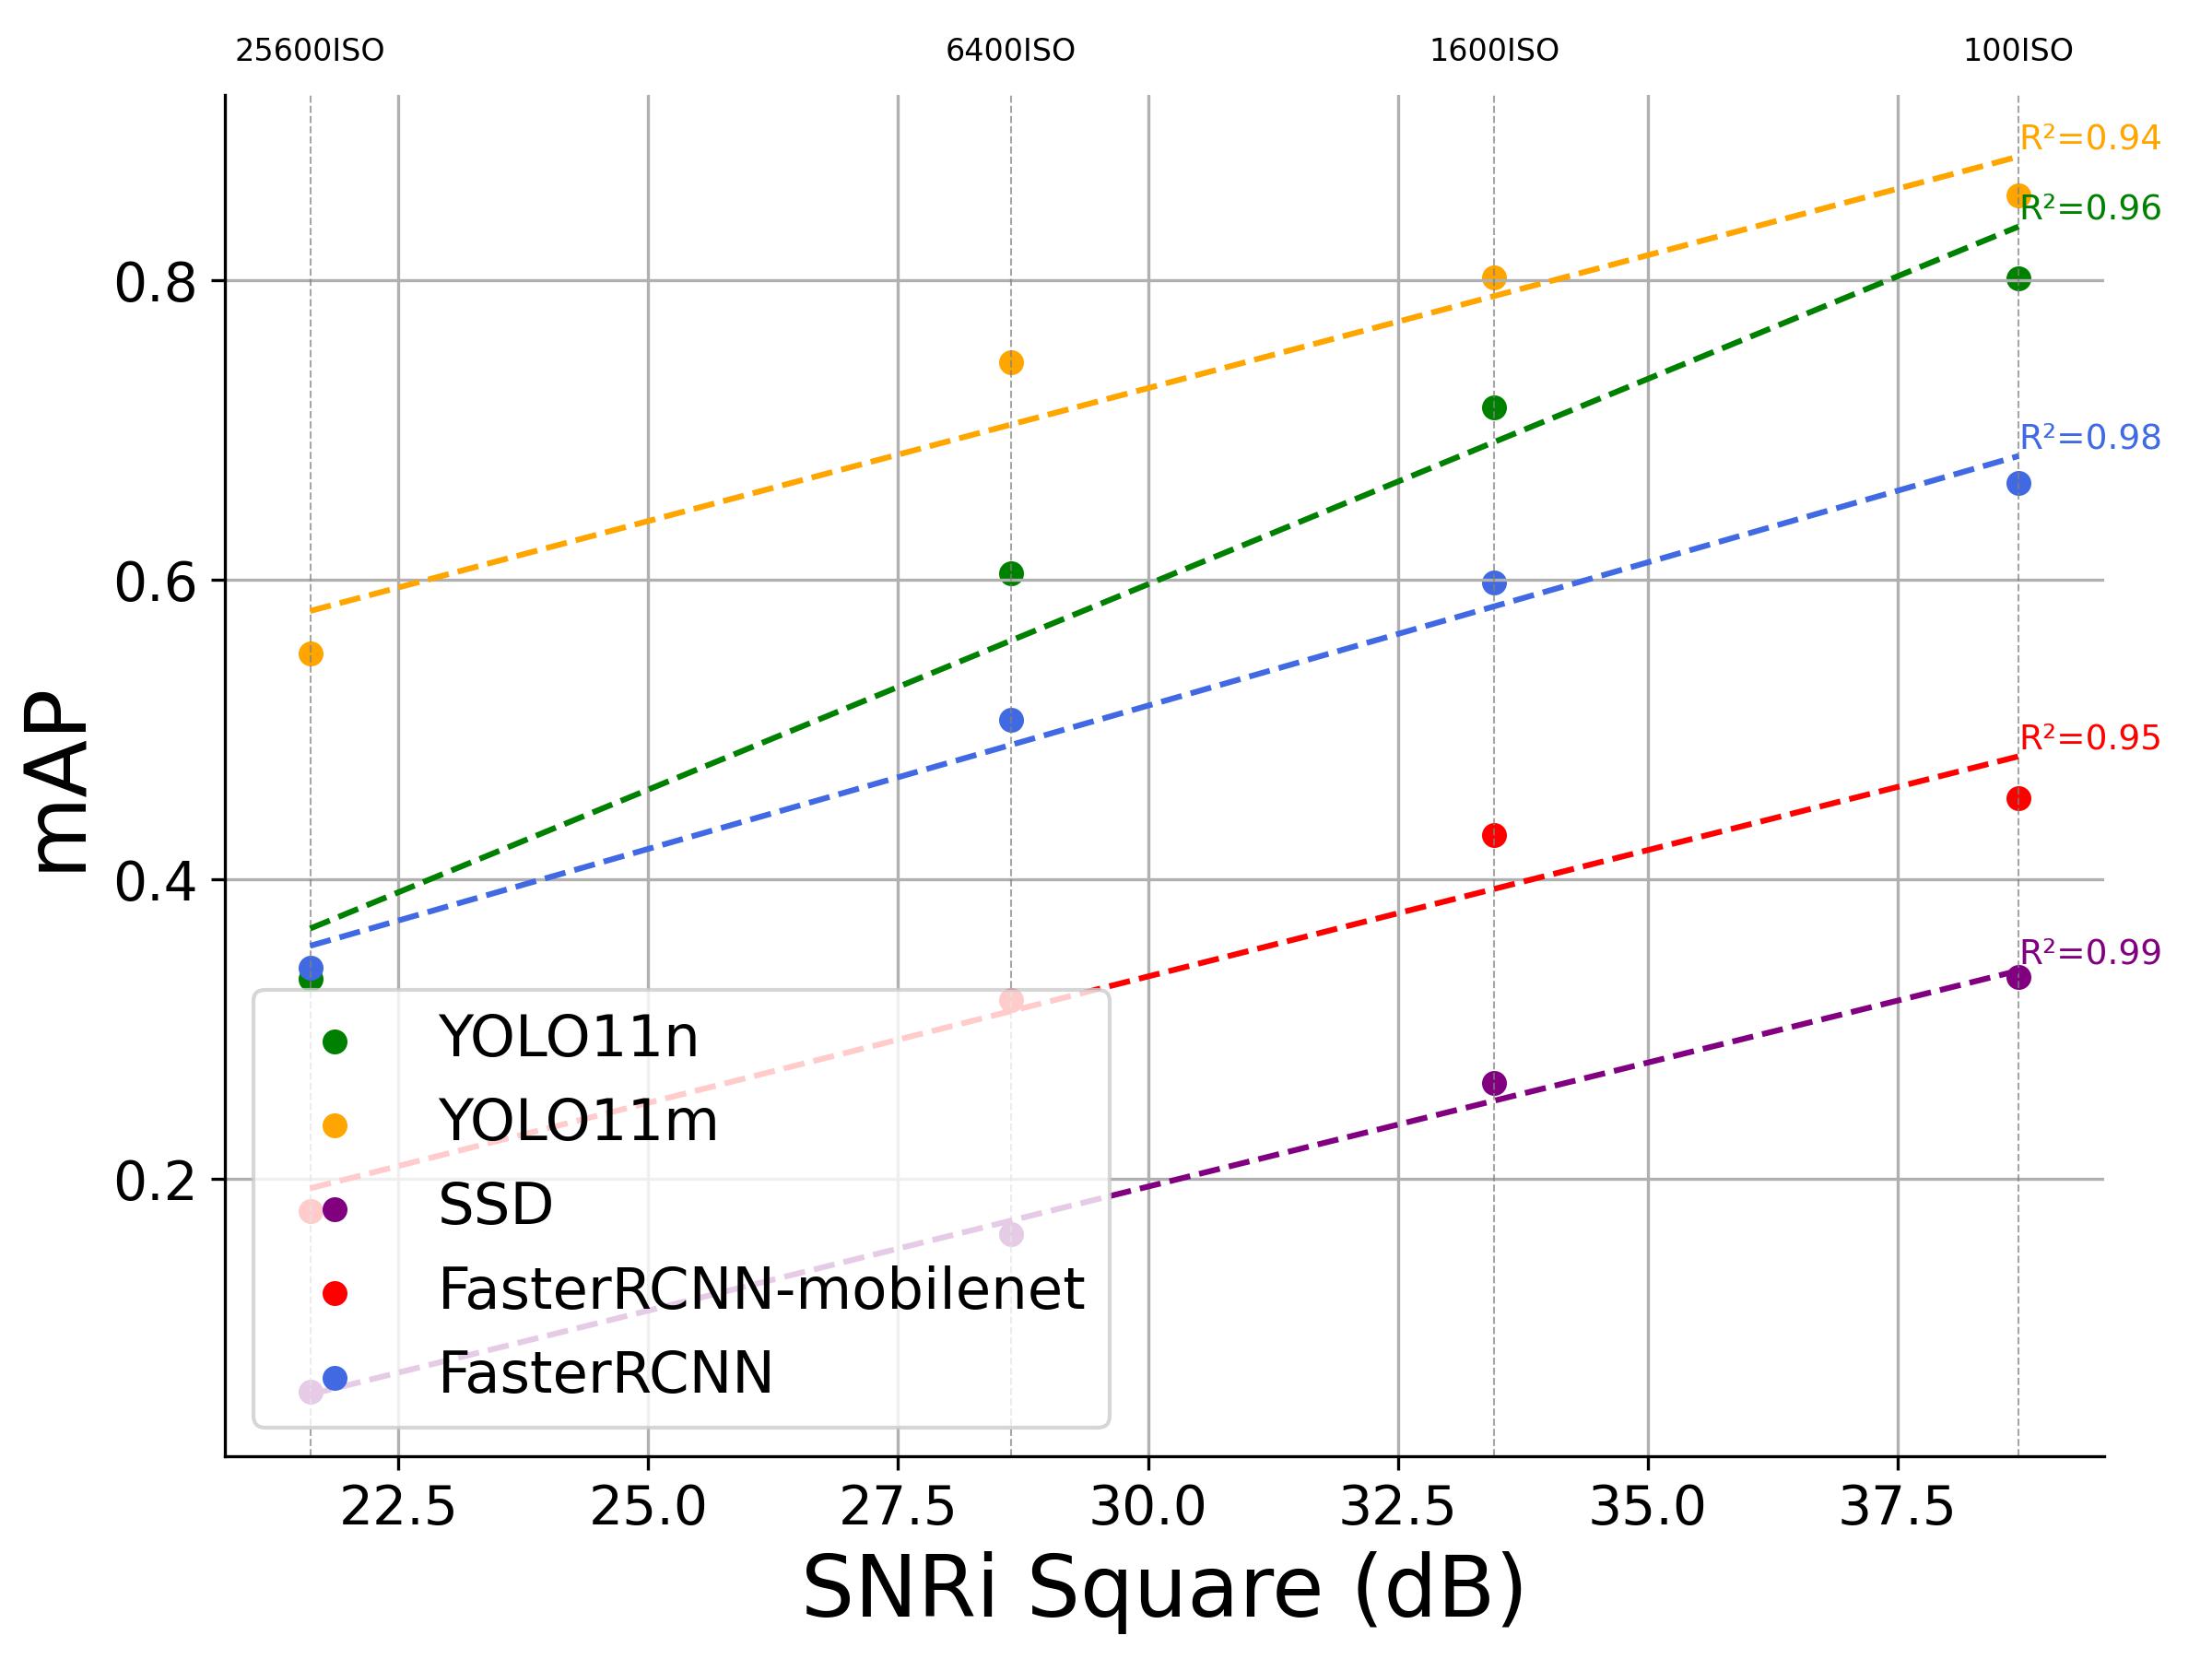 25600ISO 6400ISO 1600ISO 100ISO
R²=0.94
R²=0.96
R²=0.98
R²=0.95
R²=0.99
0.8
0.6
0.4
0.2
mAP
YOLO11n
YOLO11m
SSD
FasterRCNN-mobilenet
FasterRCNN
22.5 25.0 27.5 30.0 32.5 35.0 37.5
SNRi Square (dB)